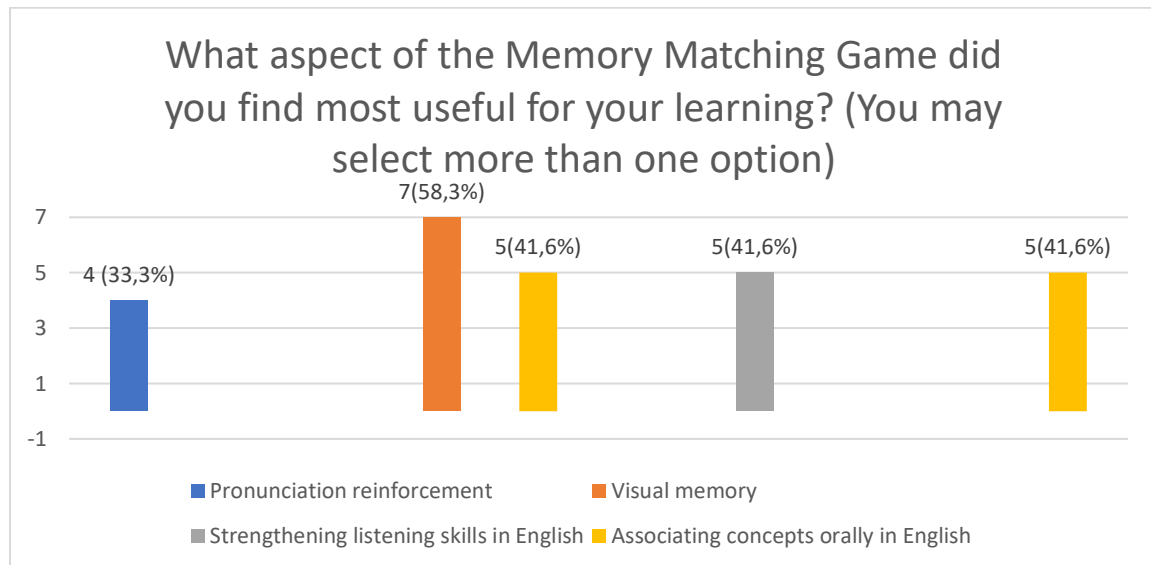 What aspect of the Memory Matching Game did
you find most useful for your learning? (You may
select more than one option)
7(58,3%)
7
5(41,6%)
5(41,6%)
5(41,6%)
4 (33,3%)
5
3
1
-1
Pronunciation reinforcement
Visual memory
Strengthening listening skills in English
Associating concepts orally in English